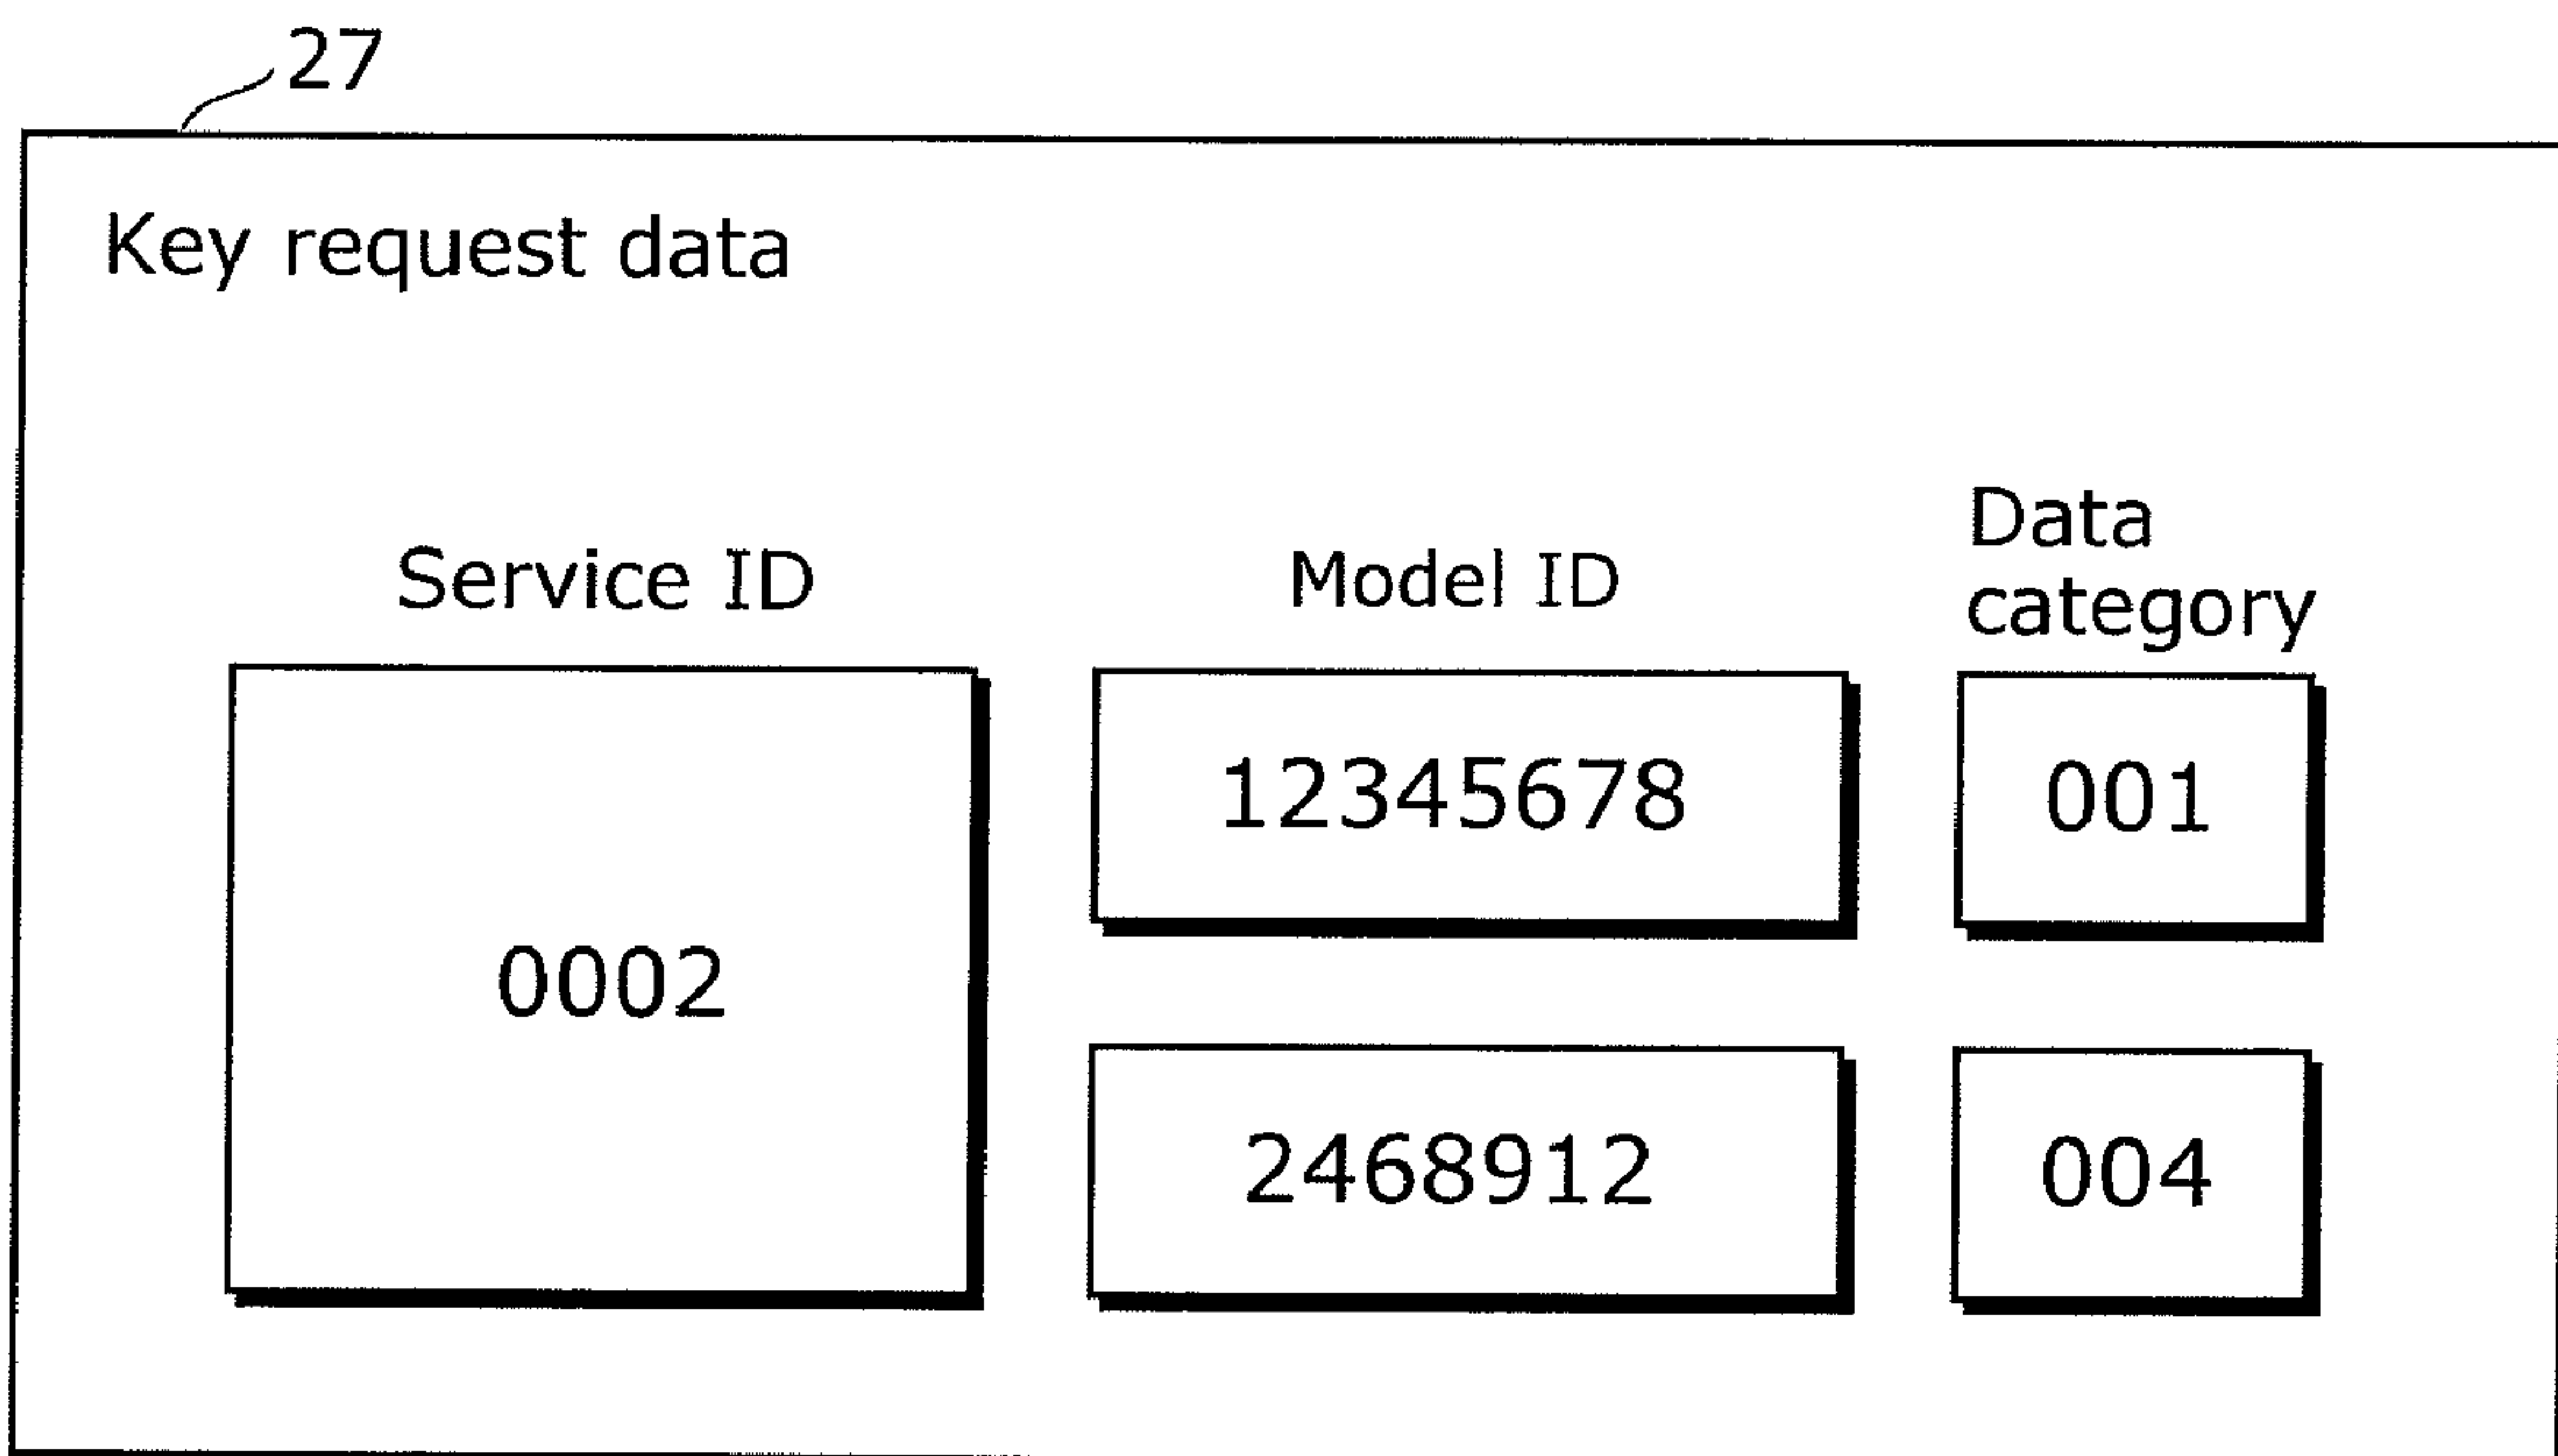 27
Key request data
Service ID
Model ID
Data
category
12345678
001
0002
2468912
004